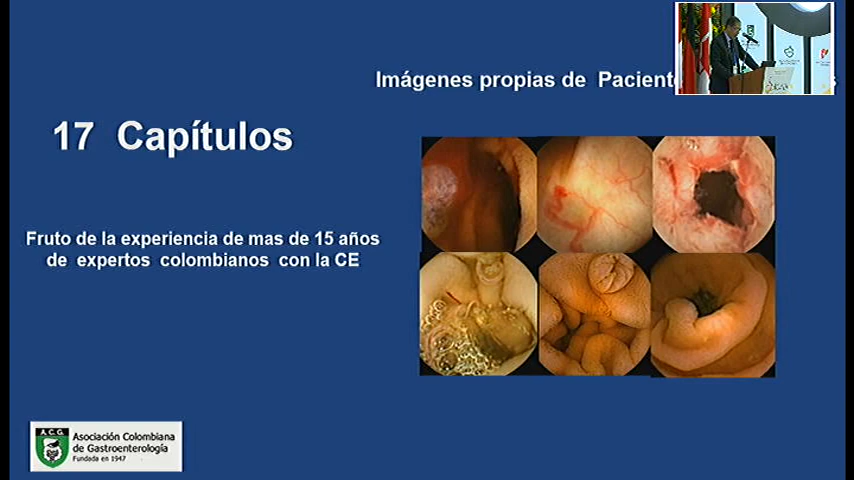 Imágenes propias de Paciente
17 Capítulos
Fruto de la experiencia de mas de 15 años
de expertos colombianos con la CE
A.C.G.
Asociación Colombiana
de Gastroenterología
Fundada en 1947